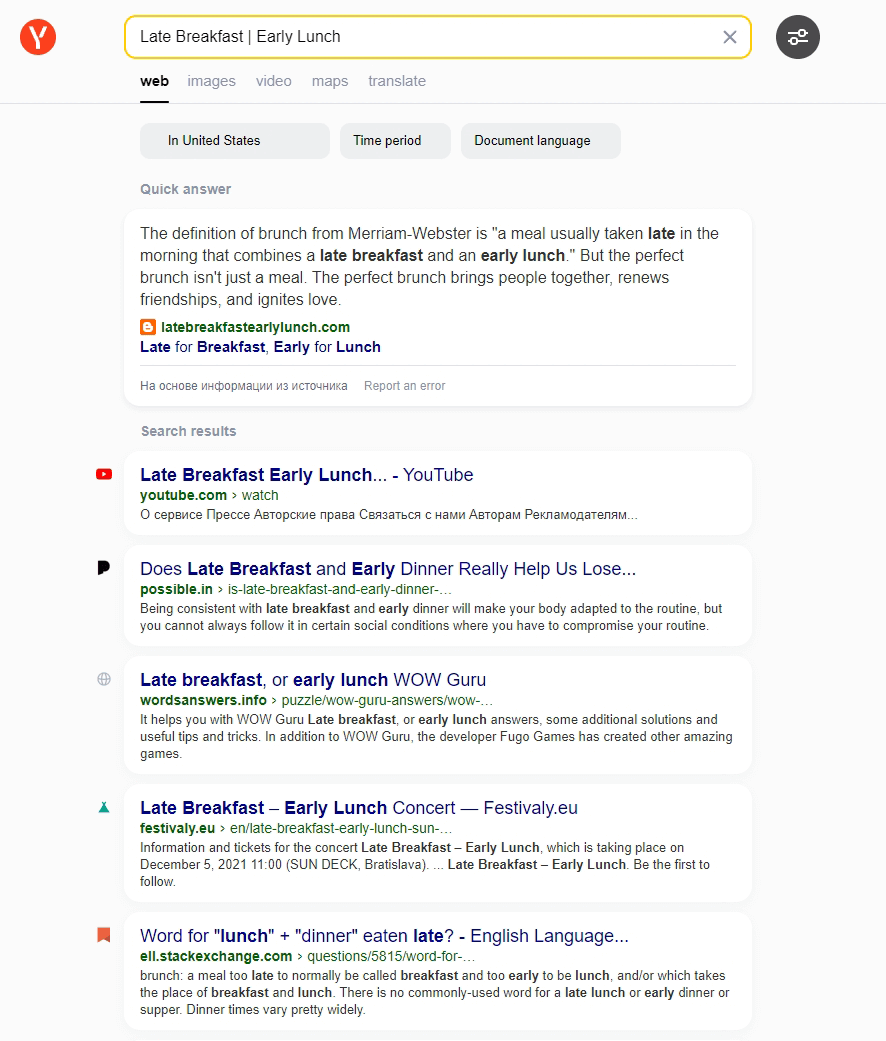 Y
Late Breakfast | Early Lunch
web images video maps translate
In United States Time period Document language
Quick answer
The definition of brunch from Merriam-Webster is "a meal usually taken late in the
morning that combines a late breakfast and an early lunch." But the perfect
brunch isn't just a meal. The perfect brunch brings people together, renews
friendships, and ignites love.
latebreakfastearlylunch.com
Late for Breakfast, Early for Lunch
На основе информации из источника Report an error
Search results
Late Breakfast Early Lunch... - YouTube
youtube.com › watch
О сервисе Прессе Авторские права Связаться с нами Авторам Рекламодателям...
Does Late Breakfast and Early Dinner Really Help Us Lose...
possible.in › is-late-breakfast-and-early-dinner-...
Being consistent with late breakfast and early dinner will make your body adapted to the routine, but
you cannot always follow it in certain social conditions where you have to compromise your routine.
Late breakfast, or early lunch WOW Guru
wordsanswers.info › puzzle/wow-guru-answers/wow-...
It helps you with WOW Guru Late breakfast, or early lunch answers, some additional solutions and
useful tips and tricks. In addition to WOW Guru, the developer Fugo Games has created other amazing
games.
Late Breakfast – Early Lunch Concert — Festivaly.eu
festivaly.eu › en/late-breakfast-early-lunch-sun-...
Information and tickets for the concert Late Breakfast – Early Lunch, which is taking place on
December 5, 2021 11:00 (SUN DECK, Bratislava). ... Late Breakfast – Early Lunch. Be the first to
follow.
Word for "lunch" + "dinner" eaten late? - English Language...
ell.stackexchange.com › questions/5815/word-for-...
brunch: a meal too late to normally be called breakfast and too early to be lunch, and/or which takes
the place of breakfast and lunch. There is no commonly-used word for a late lunch or early dinner or
supper. Dinner times vary pretty widely.